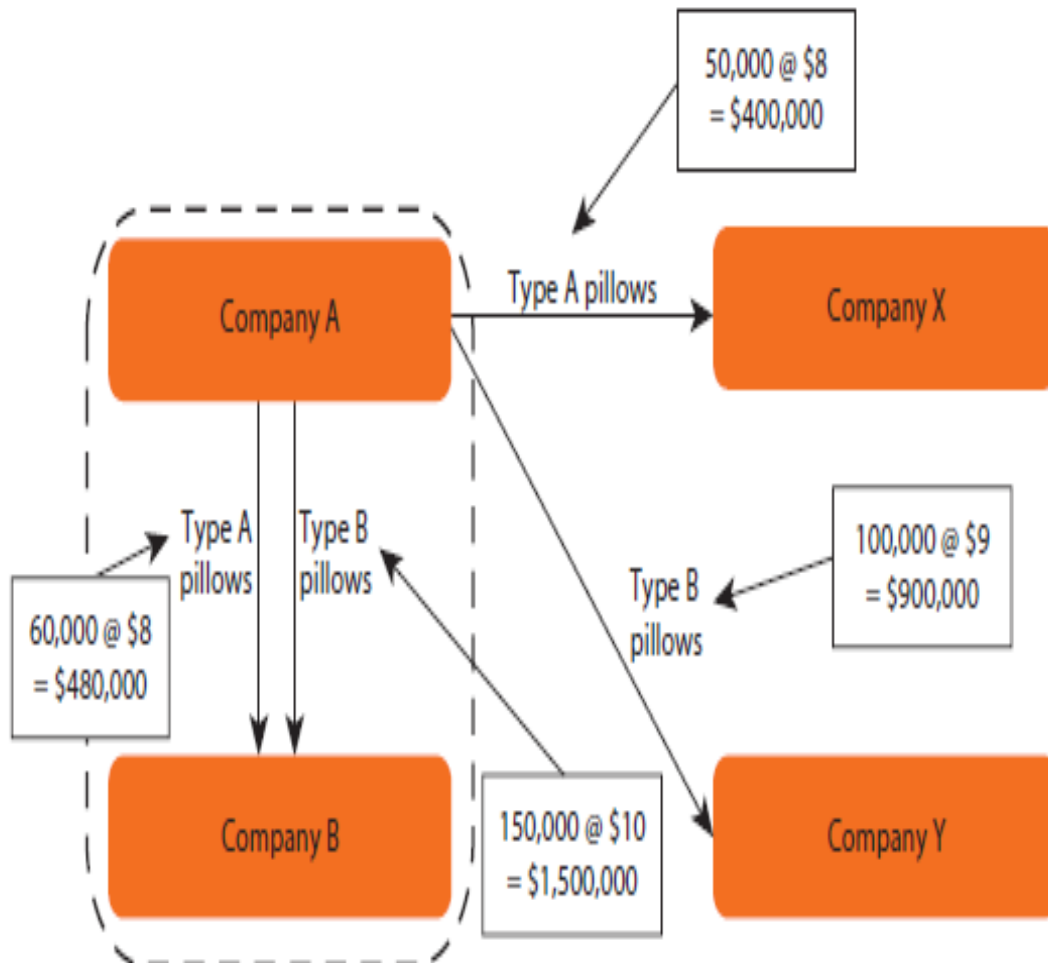 50,000 @ $8
= $400,000
Company A
Type A pillows
Company X
Type A
pillows
Type B
pillows
60,000 @ $8
= $480,000
Type B
pillows
100,000 @ $9
= $900,000
Company B
150,000 @ $10
= $1,500,000
Company Y